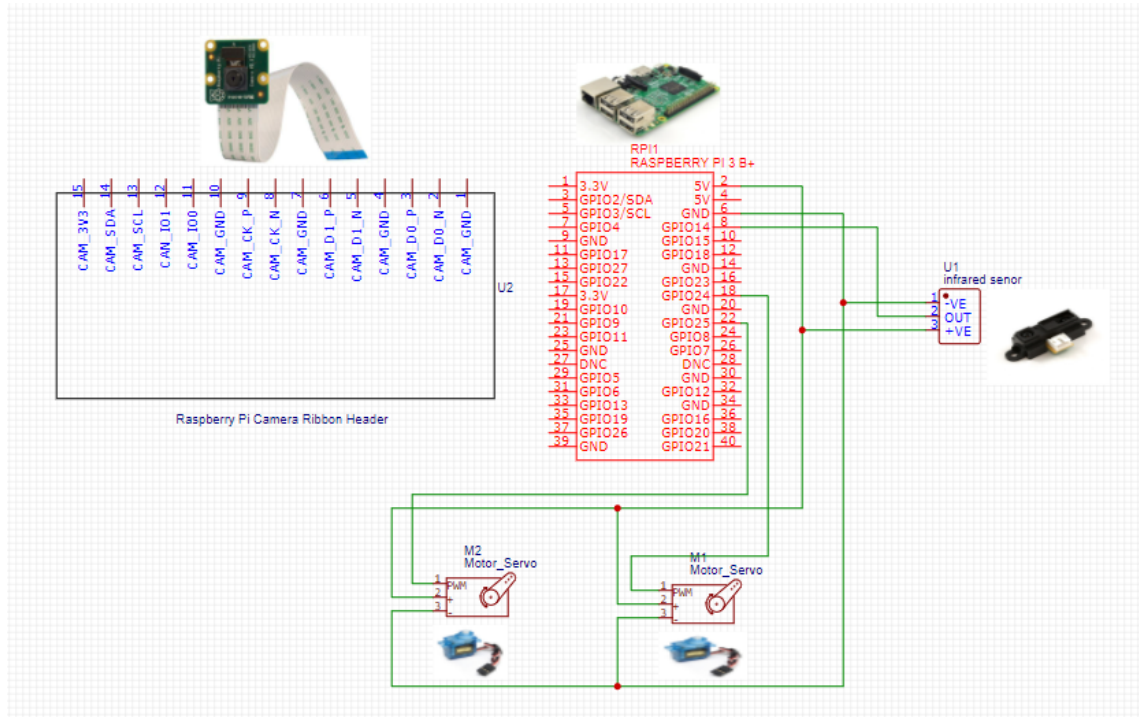 RPI1
RASPBERRY PI 3 B+
15 CAM_3V3
14 CAM_SDA
13 CAM_SCL
12 CAN_IO1
11 CAM_IO0
10 CAM_GND
9 CAM_CK_P
8 CAM_CK_N
7 CAM_GND
6 CAM_D1_P
5 CAM_D1_N
4 CAM_GND
3 CAM_D0_P
2 CAM_D0_N
1 CAM_GND
U2
Raspberry Pi Camera Ribbon Header
1 3.3V 5V 2
3 GPIO2/SDA 5V 4
5 GPIO3/SCL GND 6
7 GPIO4 GPIO14 8
9 GND GPIO15 10
11 GPIO17 GPIO18 12
13 GPIO27 GND 14
15 GPIO22 GPIO23 16
17 3.3V GPIO24 18
19 GPIO10 GND 20
21 GPIO9 GPIO25 22
23 GPIO11 GPIO8 24
25 GND GPIO7 26
27 DNC DNC 28
29 GPIO5 GND 30
31 GPIO6 GPIO12 32
33 GPIO13 GND 34
35 GPIO19 GPIO16 36
37 GPIO26 GPIO20 38
39 GND GPIO21 40
U1
infrared senor
1 -VE
2 OUT
3 +VE
M2
Motor_Servo
1 PWM
2 +
3 -
M1
Motor_Servo
1 PWM
2 +
3 -